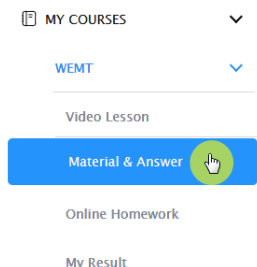 MY COURSES
WEMT
Video Lesson
Material & Answer
Online Homework
My Result